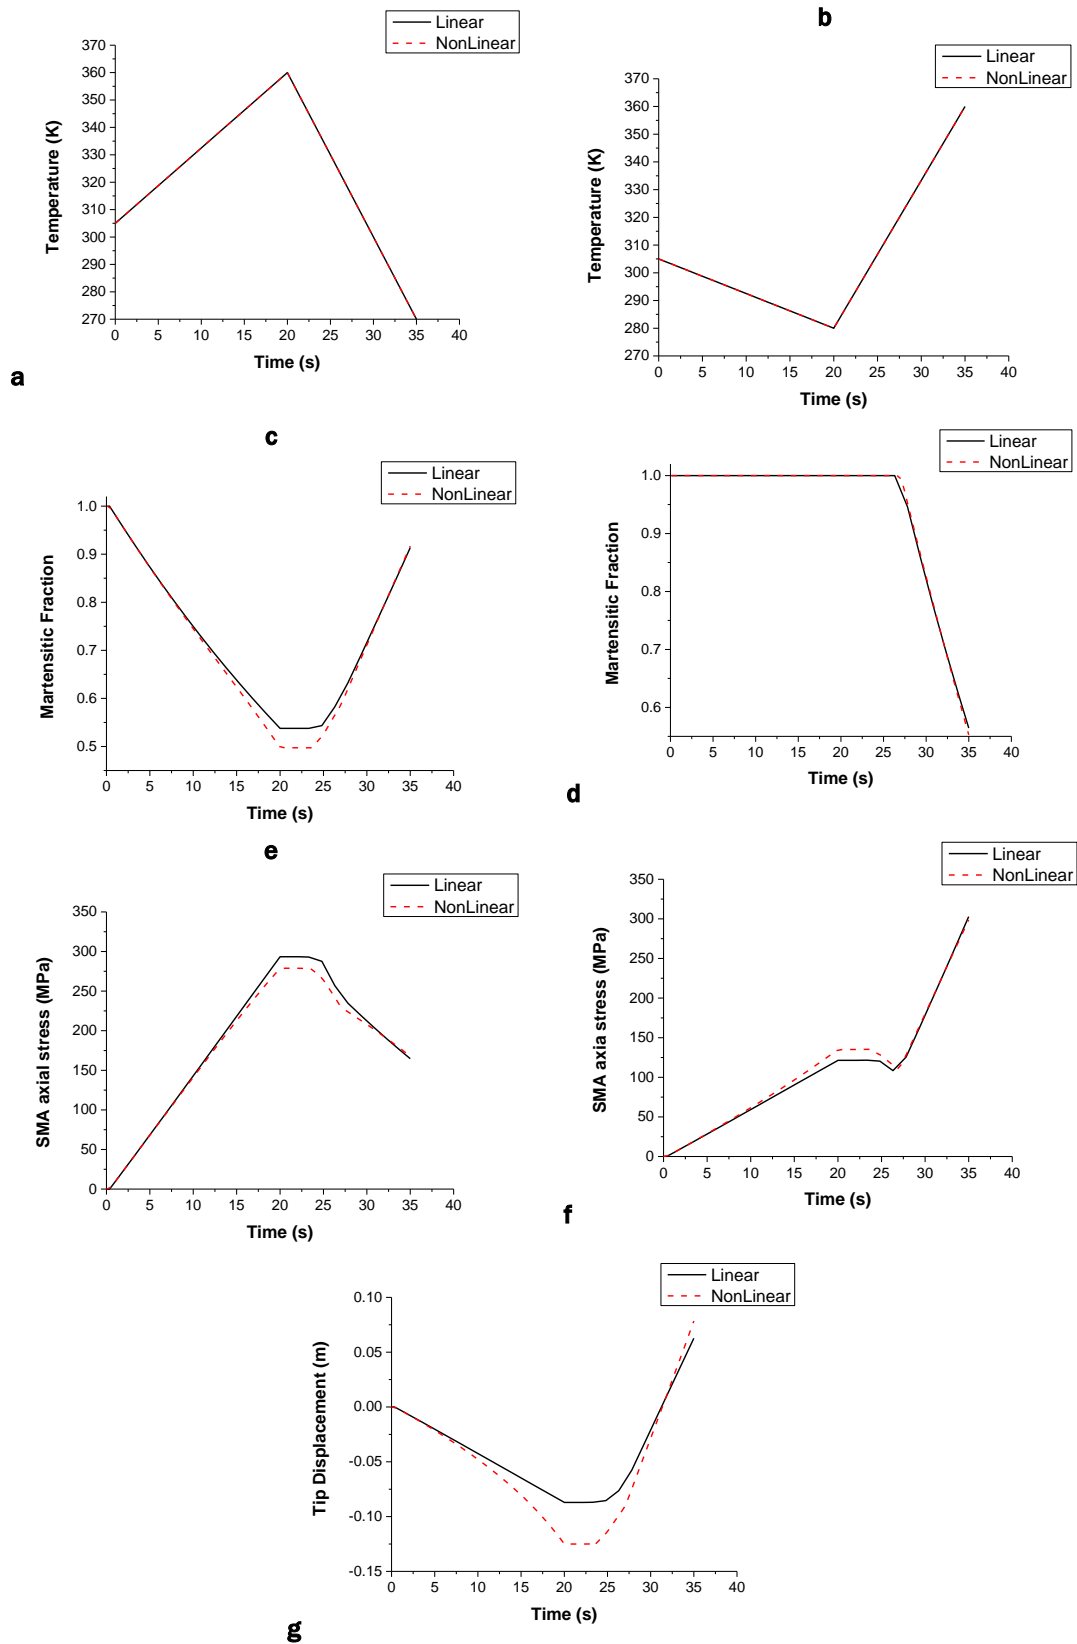 Linear
NonLinear
370
360
350
340
330
320
310
300
290
280
270
0 5 10 15 20 25 30 35 40
Temperature (K)
Time (s)
a
b
Linear
NonLinear
370
360
350
340
330
320
310
300
290
280
270
0 5 10 15 20 25 30 35 40
Temperature (K)
Time (s)
c
Linear
NonLinear
1.0
0.9
0.8
0.7
0.6
0.5
0 5 10 15 20 25 30 35 40
Martensitic Fraction
Time (s)
Linear
NonLinear
1.0
0.9
0.8
0.7
0.6
0 5 10 15 20 25 30 35 40
Martensitic Fraction
Time (s)
d
e
Linear
NonLinear
350
300
250
200
150
100
50
0
0 5 10 15 20 25 30 35 40
SMA axial stress (MPa)
Time (s)
Linear
NonLinear
350
300
250
200
150
100
50
0
0 5 10 15 20 25 30 35 40
SMA axia stress (MPa)
Time (s)
f
Linear
NonLinear
0.10
0.05
0.00
-0.05
-0.10
-0.15
0 5 10 15 20 25 30 35 40
Tip Displacement (m)
Time (s)
g